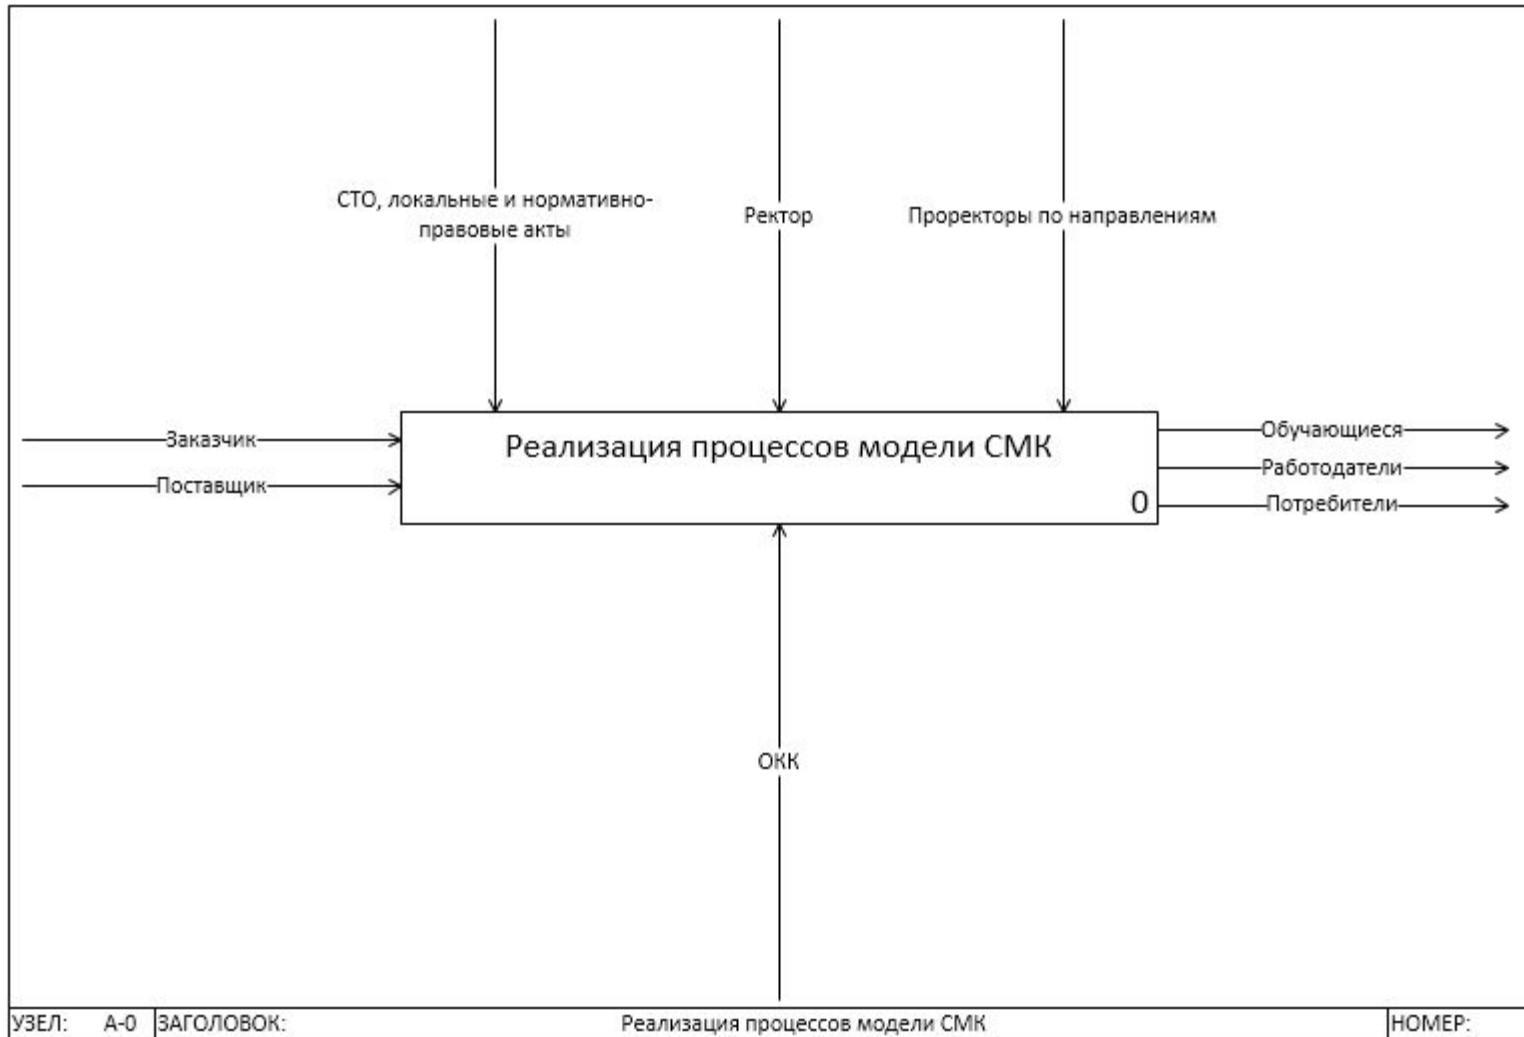 СТО, локальные и нормативно-
правовые акты
Ректор
Проректоры по направлениям
Заказчик
Поставщик
Реализация процессов модели СМК
0
Обучающиеся
Работодатели
Потребители
ОКК
УЗЕЛ: А-0 ЗАГОЛОВОК: Реализация процессов модели СМК НОМЕР: